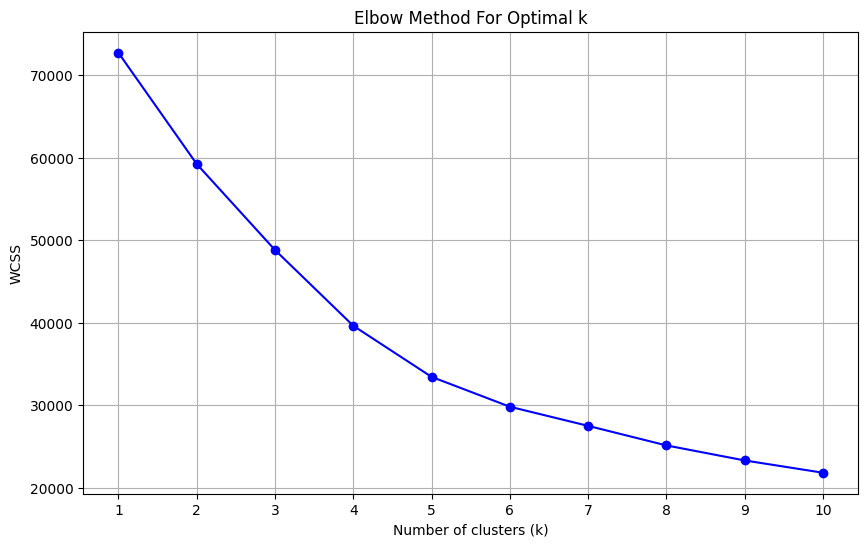 Elbow Method For Optimal k
70000
60000
50000
40000
30000
20000
WCSS
1 2 3 4 5 6 7 8 9 10
Number of clusters (k)